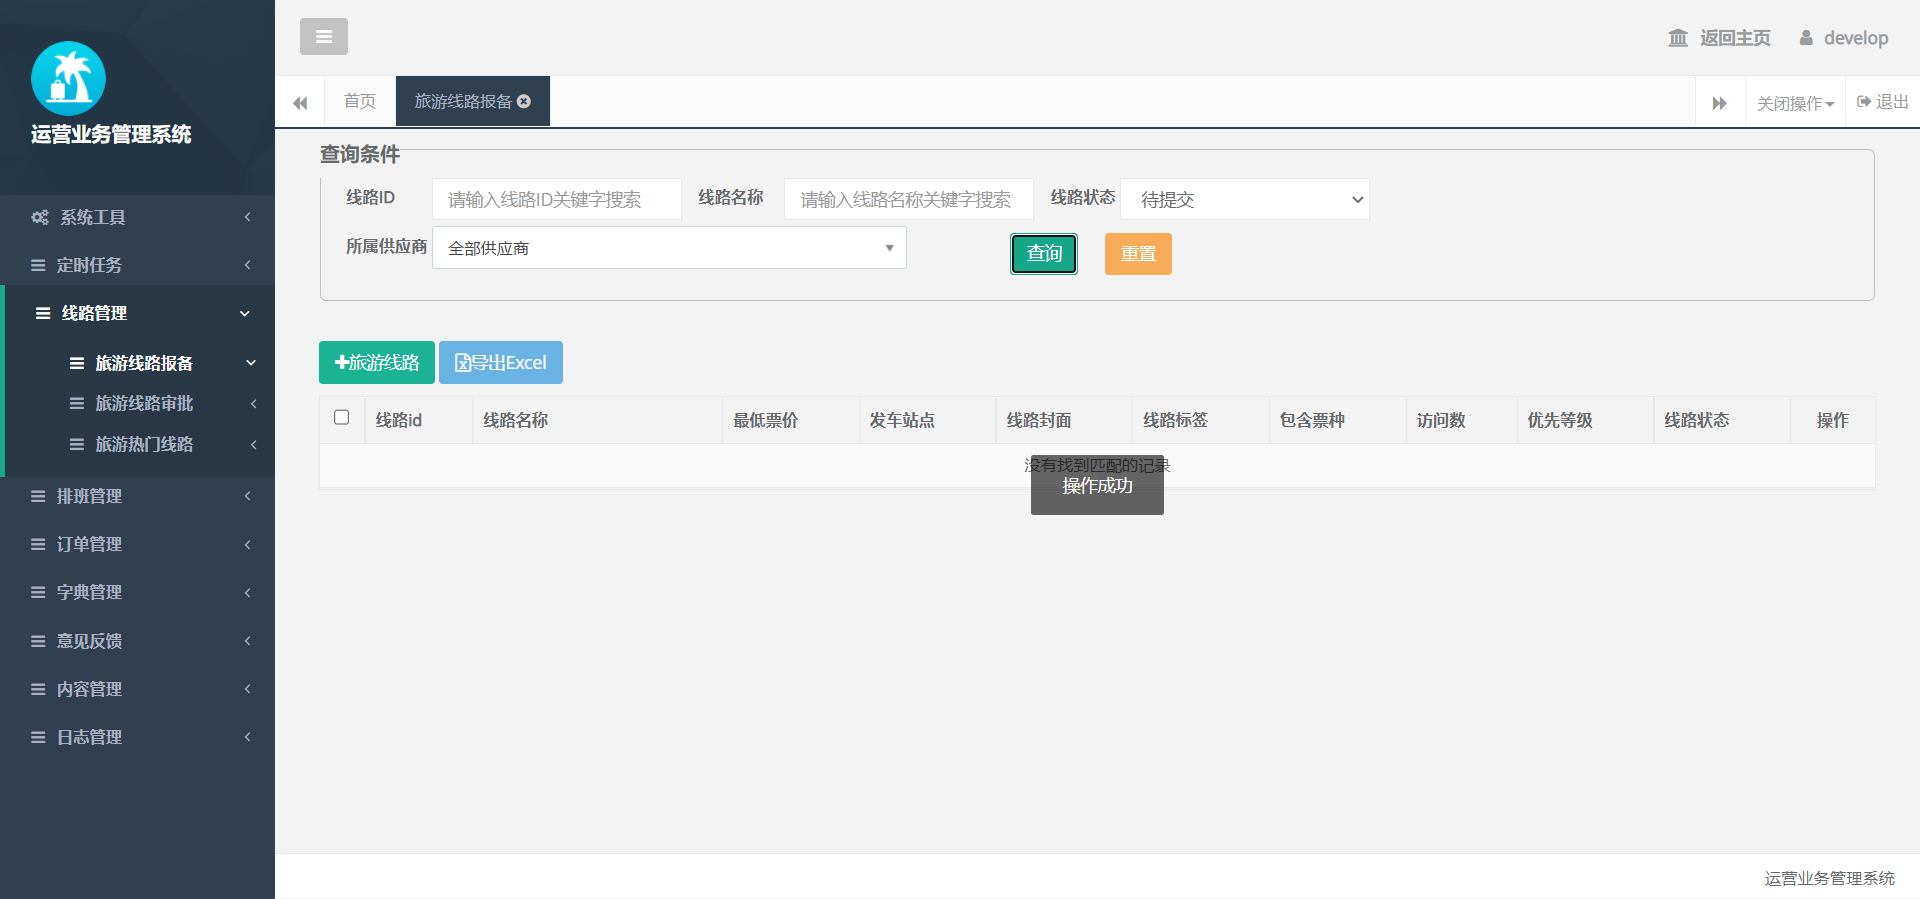 运营业务管理系统
系统工具
定时任务
线路管理
旅游线路报备
旅游线路审批
旅游热门线路
排班管理
订单管理
字典管理
意见反馈
内容管理
日志管理
返回主页 develop
首页 旅游线路报备 关闭操作 退出
查询条件
线路ID 请输入线路ID关键字搜索 线路名称 请输入线路名称关键字搜索 线路状态 待提交
所属供应商 全部供应商 查询 重置
旅游线路 导出Excel
线路id 线路名称 最低票价 发车站点 线路封面 线路标签 包含票种 访问数 优先等级 线路状态 操作
没有找到匹配的记录
操作成功
运营业务管理系统